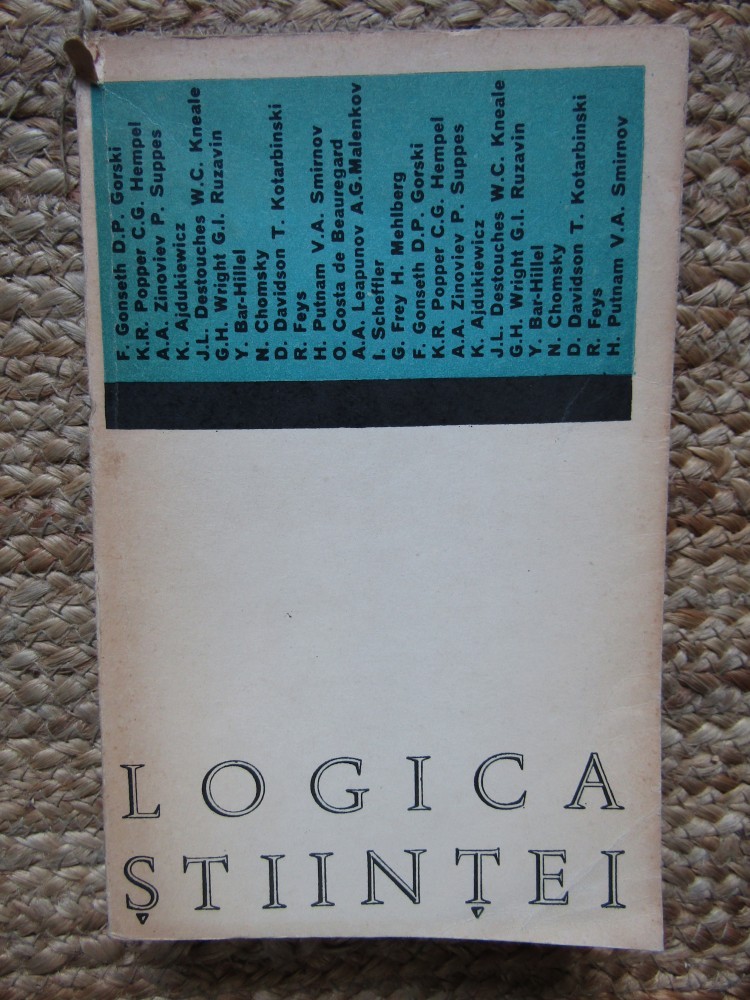 F. Gonseth D.P. Gorski
K.R. Popper C.G. Hempel
A.A. Zinoviev P. Suppes
K. Ajdukiewicz
J.L. Destouches W.C. Kneale
G.H. Wright G.I. Ruzavin
Y. Bar-Hillel
N. Chomsky
D. Davidson T. Kotarbinski
R. Feys
H. Putnam V.A. Smirnov
O. Costa de Beauregard
A.A. Leapunov A.G. Malenkov
I. Scheffler
G. Frey H. Mehlberg
F. Gonseth D.P. Gorski
K.R. Popper C.G. Hempel
A.A. Zinoviev P. Suppes
K. Ajdukiewicz
J.L. Destouches W.C. Kneale
G.H. Wright G.I. Ruzavin
Y. Bar-Hillel
N. Chomsky
D. Davidson T. Kotarbinski
R. Feys
H. Putnam V.A. Smirnov
LOGICA
ȘTIINȚEI